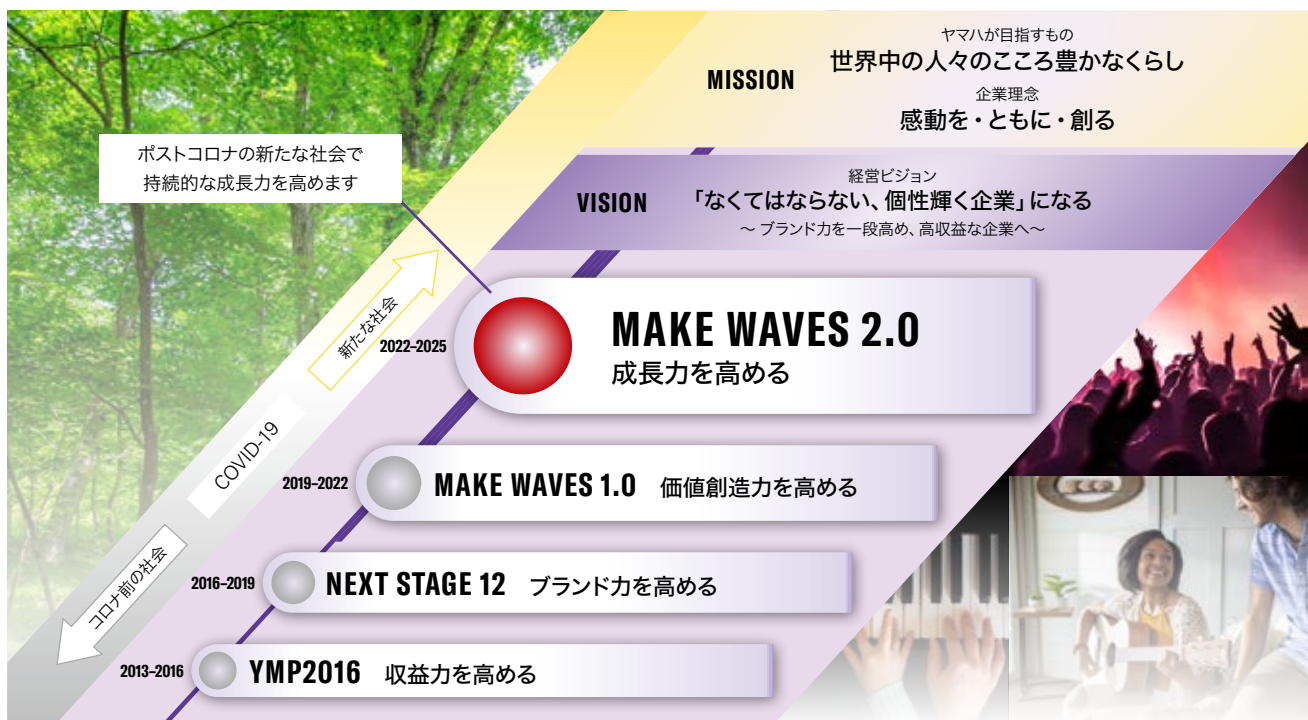 ヤマハが目指すもの
MISSION
世界中の人々のこころ豊かなくらし
企業理念
感動を・ともに・創る
ポストコロナの新たな社会で
持続的な成長力を高めます
経営ビジョン
VISION
「なくてはならない、個性輝く企業」になる
〜 ブランド力を一段高め、高収益な企業へ〜
新たな社会
2022–2025
MAKE WAVES 2.0
成長力を高める
COVID-19
2019–2022
MAKE WAVES 1.0 価値創造力を高める
コロナ前の社会
2016–2019
NEXT STAGE 12 ブランド力を高める
2013–2016
YMP2016 収益力を高める